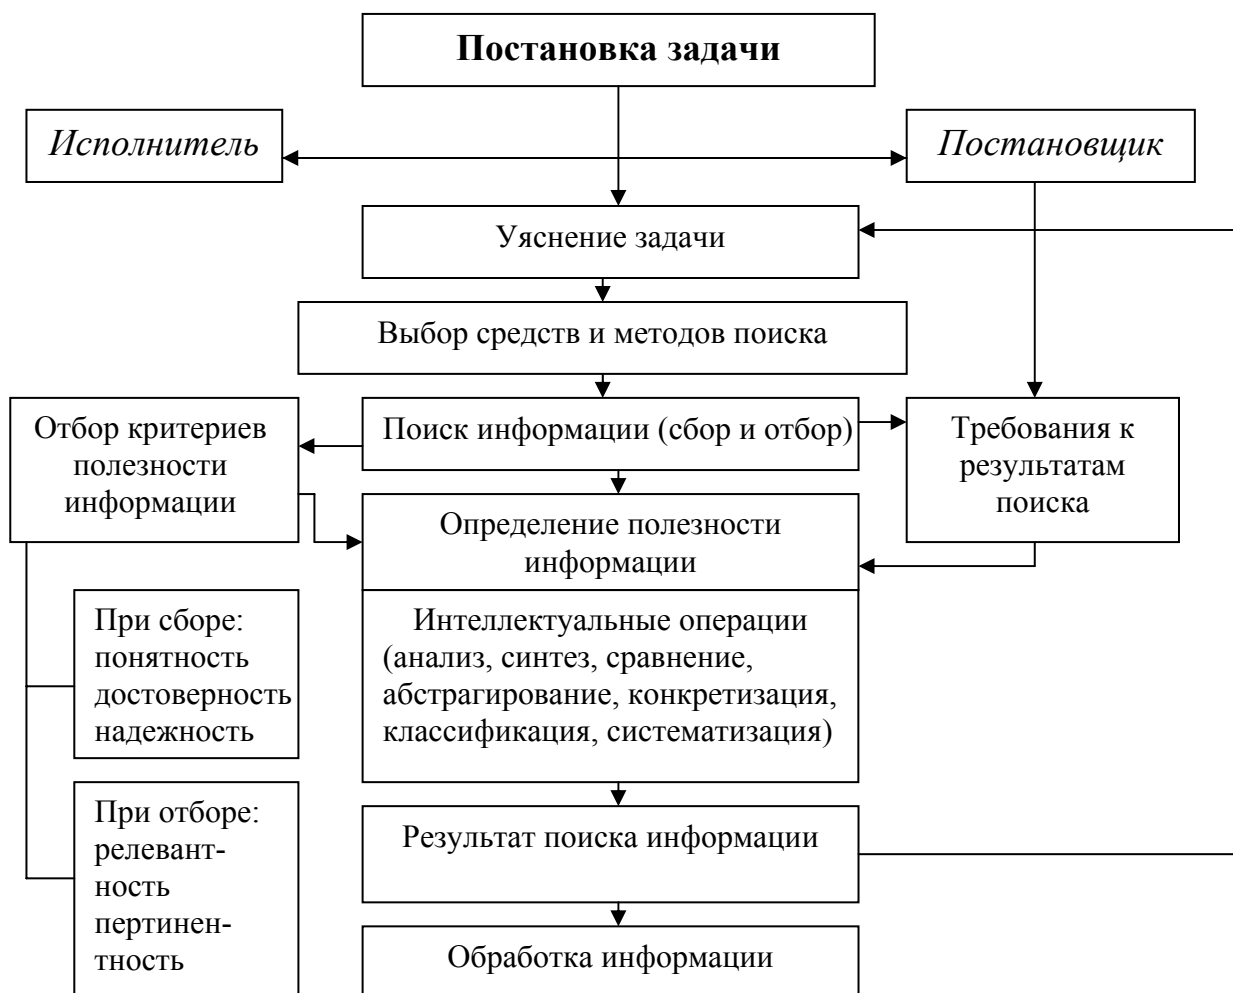 Постановка задачи
Исполнитель
Постановщик
Уяснение задачи
Выбор средств и методов поиска
Отбор критериев
полезности
информации
Поиск информации (сбор и отбор)
Требования к
результатам
поиска
Определение полезности
информации
При сборе:
понятность
достоверность
надежность
Интеллектуальные операции
(анализ, синтез, сравнение,
абстрагирование, конкретизация,
классификация, систематизация)
При отборе:
релевант-
ность
пертинен-
тность
Результат поиска информации
Обработка информации